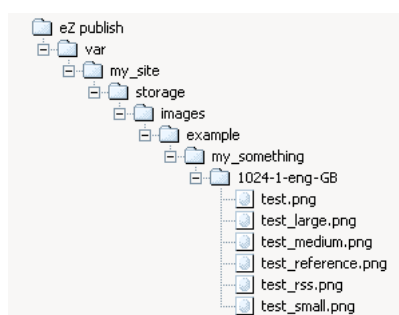 eZ publish
var
my_site
storage
images
example
my_something
1024-1-eng-GB
test.png
test_large.png
test_medium.png
test_reference.png
test_rss.png
test_small.png